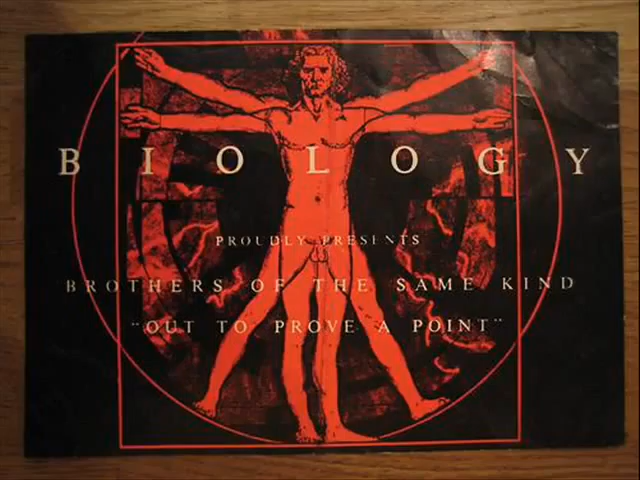 BIOLOGY
PROUDLY PRESENTS
BROTHERS OF THE SAME KIND
"OUT TO PROVE A POINT"